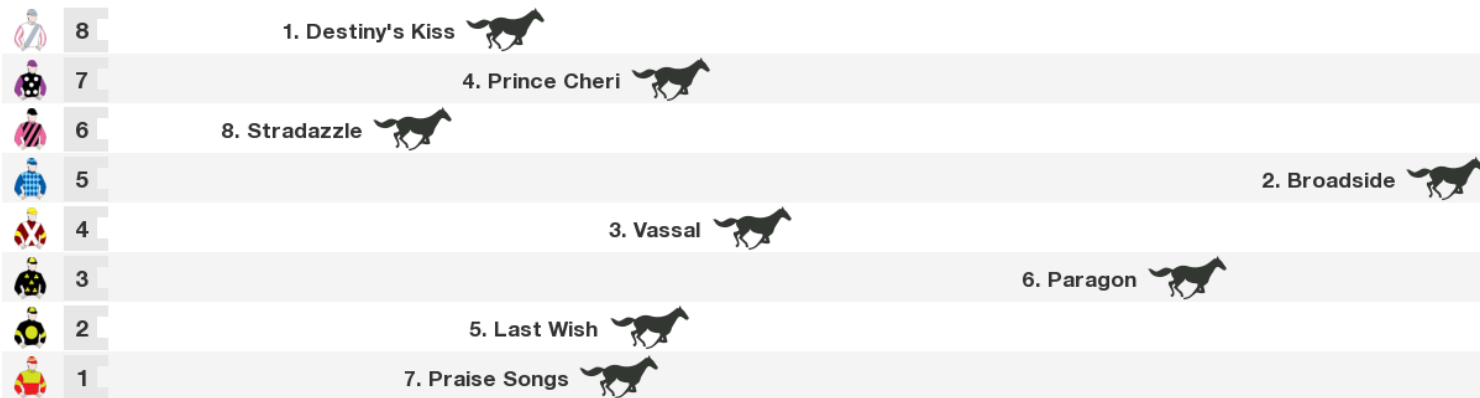 8 1. Destiny's Kiss
7 4. Prince Cheri
6 8. Stradazzle
5 2. Broadside
4 3. Vassal
3 6. Paragon
2 5. Last Wish
1 7. Praise Songs